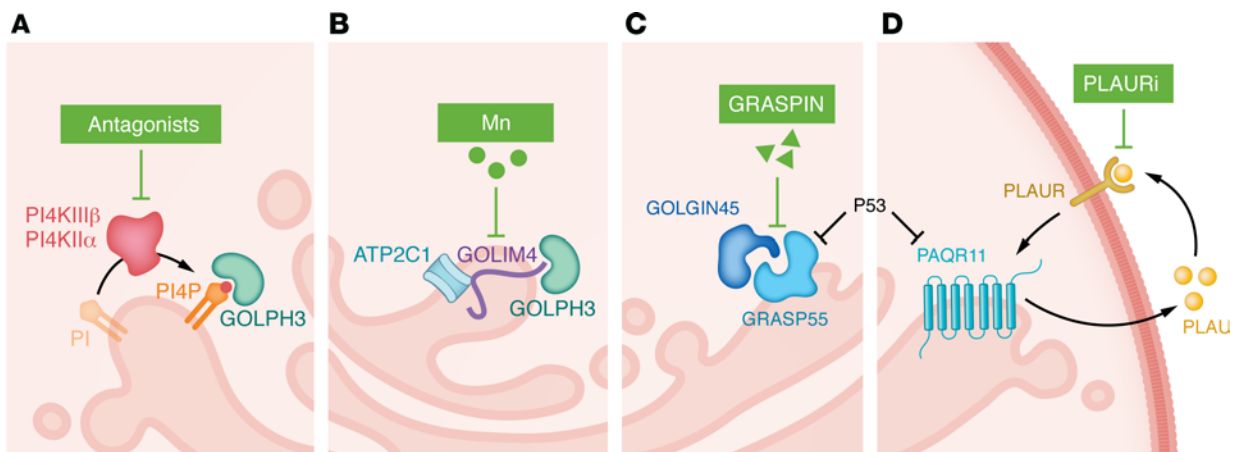 A
Antagonists
PI4KIIIβ
PI4KIIα
PI4P
PI
GOLPH3
B
Mn
ATP2C1
GOLIM4
GOLPH3
C
GRASPIN
GOLGIN45
GRASP55
P53
D
PLAURi
PLAUR
PAQR11
PLAU